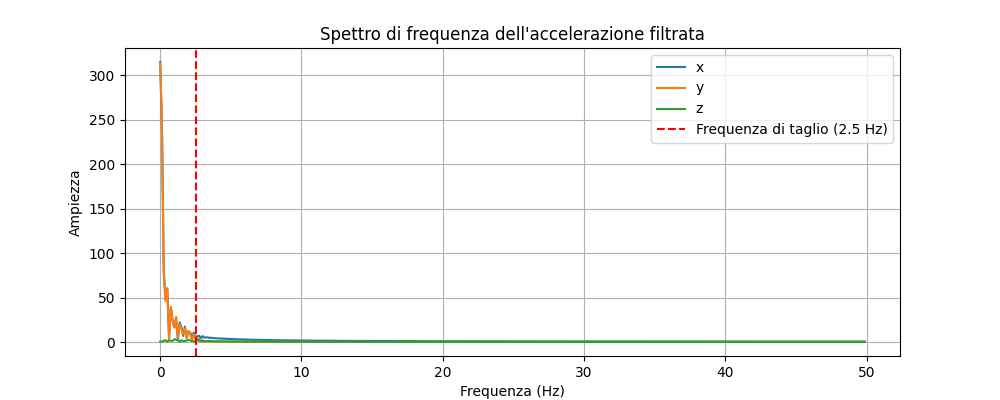 Spettro di frequenza dell'accelerazione filtrata
x
y
z
Frequenza di taglio (2.5 Hz)
Ampiezza
300
250
200
150
100
50
0
0 10 20 30 40 50
Frequenza (Hz)